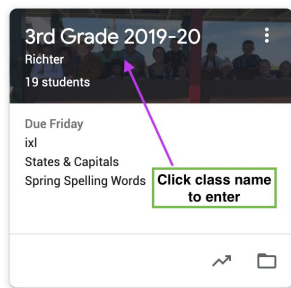 3rd Grade 2019-20
Richter
19 students
Due Friday
ixl
States & Capitals
Spring Spelling Words
Click class name
to enter